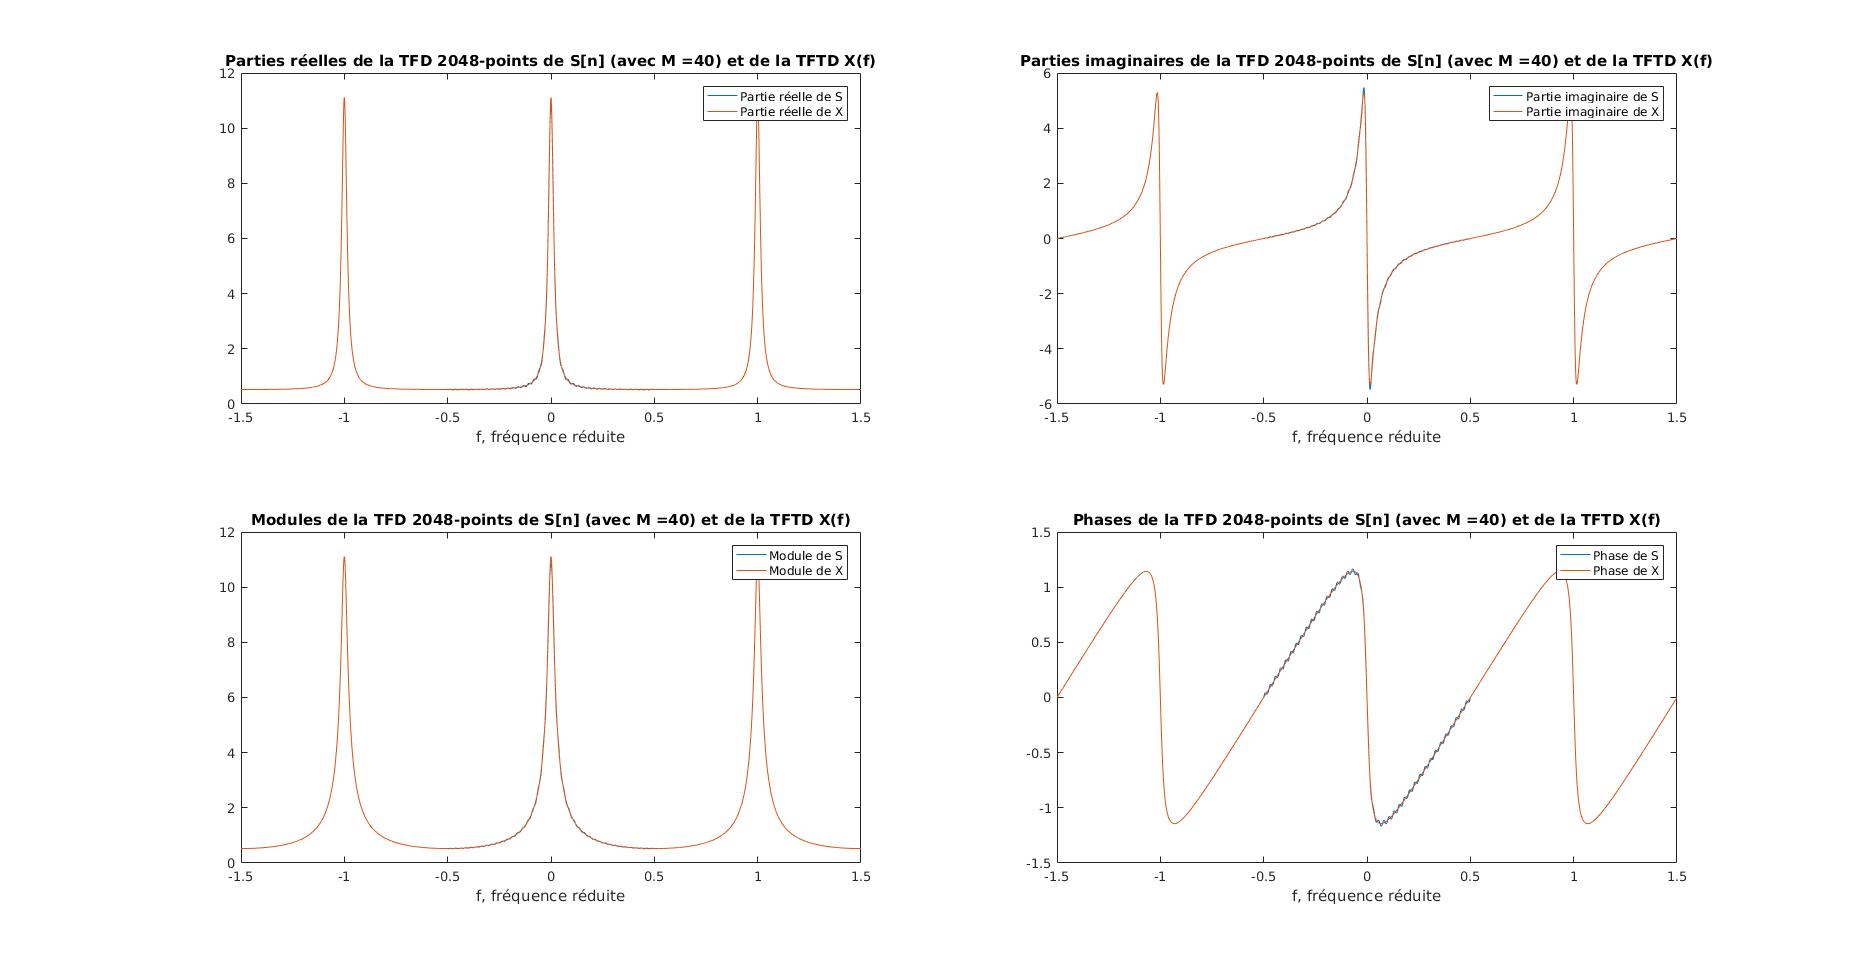 Parties réelles de la TFD 2048-points de S[n] (avec M =40) et de la TFTD X(f)
12
10
8
6
4
2
0
-1.5 -1 -0.5 0 0.5 1 1.5
f, fréquence réduite
Partie réelle de S
Partie réelle de X
Parties imaginaires de la TFD 2048-points de S[n] (avec M =40) et de la TFTD X(f)
6
4
2
0
-2
-4
-6
-1.5 -1 -0.5 0 0.5 1 1.5
f, fréquence réduite
Partie imaginaire de S
Partie imaginaire de X
Modules de la TFD 2048-points de S[n] (avec M =40) et de la TFTD X(f)
12
10
8
6
4
2
0
-1.5 -1 -0.5 0 0.5 1 1.5
f, fréquence réduite
Module de S
Module de X
Phases de la TFD 2048-points de S[n] (avec M =40) et de la TFTD X(f)
1.5
1
0.5
0
-0.5
-1
-1.5
-1.5 -1 -0.5 0 0.5 1 1.5
f, fréquence réduite
Phase de S
Phase de X